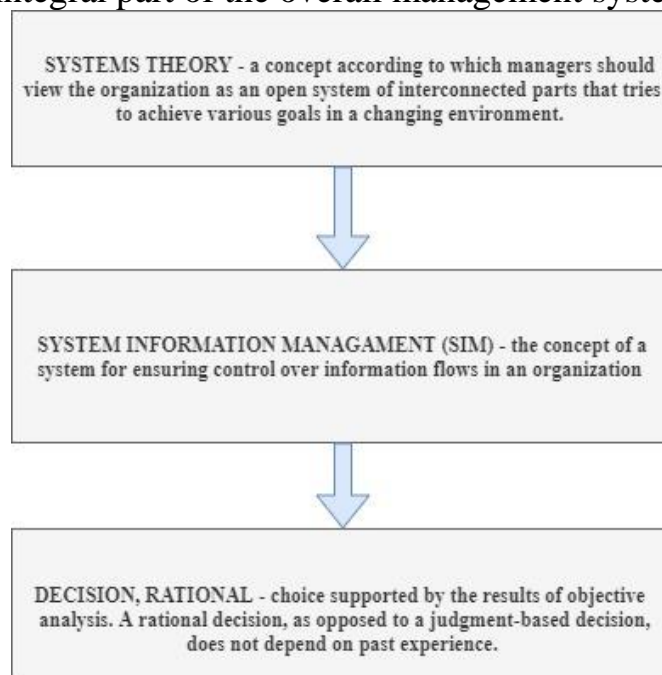 integral part of the overall management syste
SYSTEMS THEORY - a concept according to which managers should
view the organization as an open system of interconnected parts that tries
to achieve various goals in a changing environment.
SYSTEM INFORMATION MANAGAMENT (SIM) - the concept of a
system for ensuring control over information flows in an organization
DECISION, RATIONAL - choice supported by the results of objective
analysis. A rational decision, as opposed to a judgment-based decision,
does not depend on past experience.